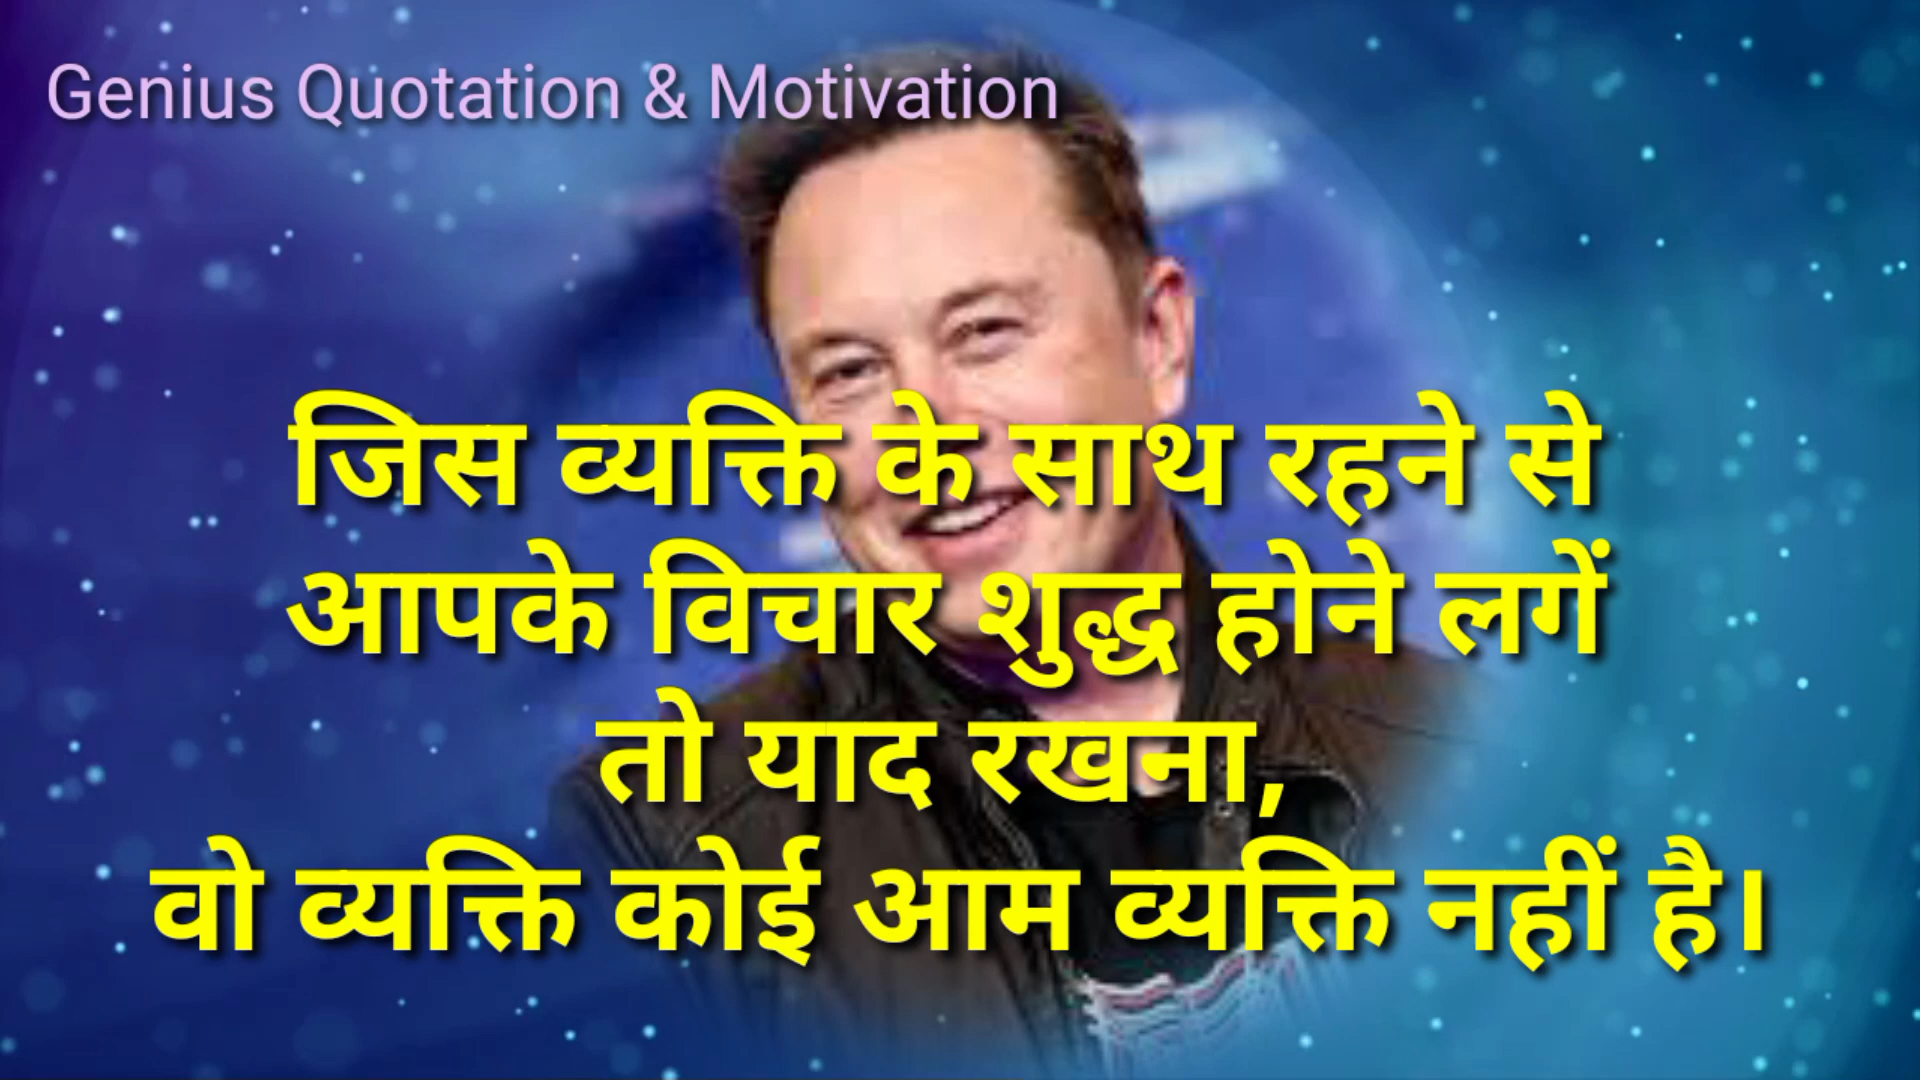 Genius Quotation & Motivation
जिस व्यक्ति के साथ रहने से
आपके विचार शुद्ध होने लगें
तो याद रखना,
वो व्यक्ति कोई आम व्यक्ति नहीं है।